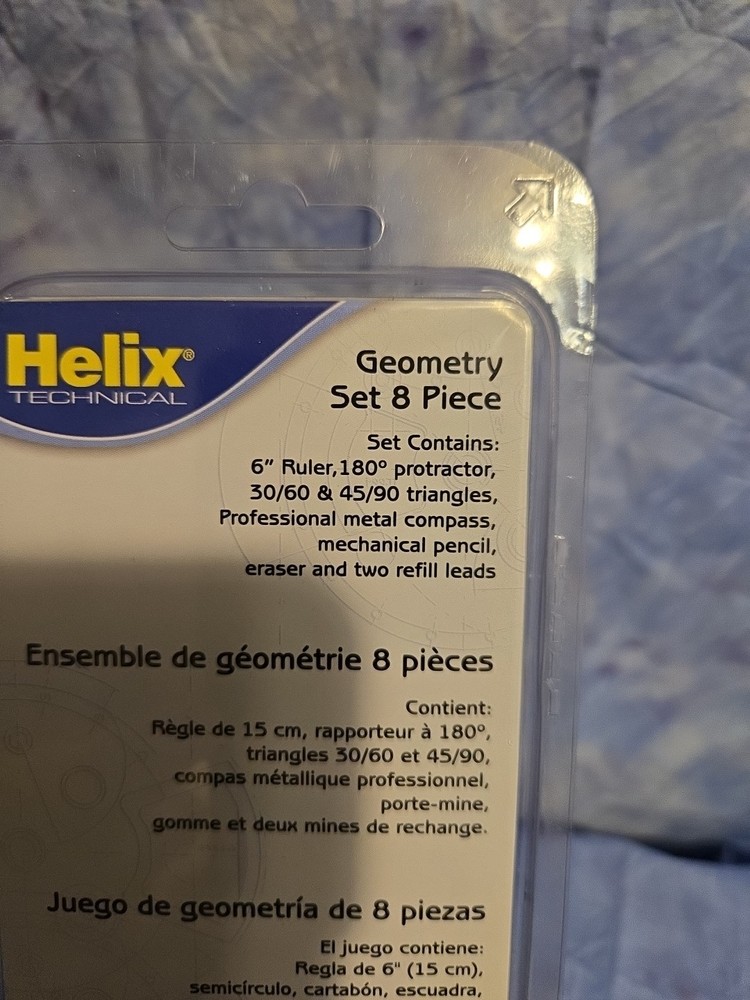 Helix®
TECHNICAL
Geometry
Set 8 Piece
Set Contains:
6” Ruler,180º protractor,
30/60 & 45/90 triangles,
Professional metal compass,
mechanical pencil,
eraser and two refill leads
Ensemble de géométrie 8 pièces
Contient:
Règle de 15 cm, rapporteur à 180º,
triangles 30/60 et 45/90,
compas métallique professionnel,
porte-mine,
gomme et deux mines de rechange.
Juego de geometría de 8 piezas
El juego contiene:
Regla de 6" (15 cm),
semicírculo, cartabón, escuadra,